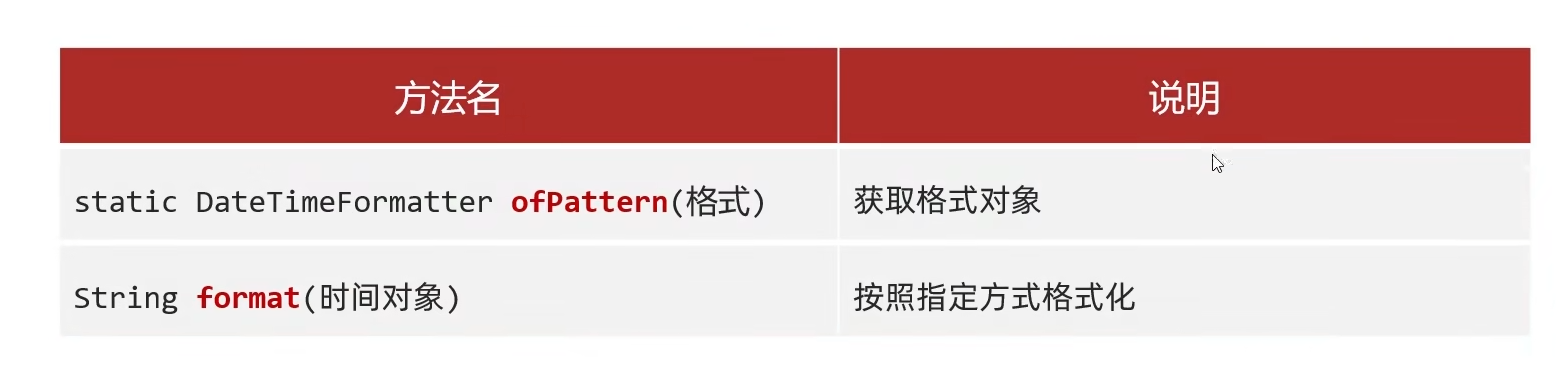 方法名 说明
static DateTimeFormatter ofPattern(格式) 获取格式对象
String format(时间对象) 按照指定方式格式化